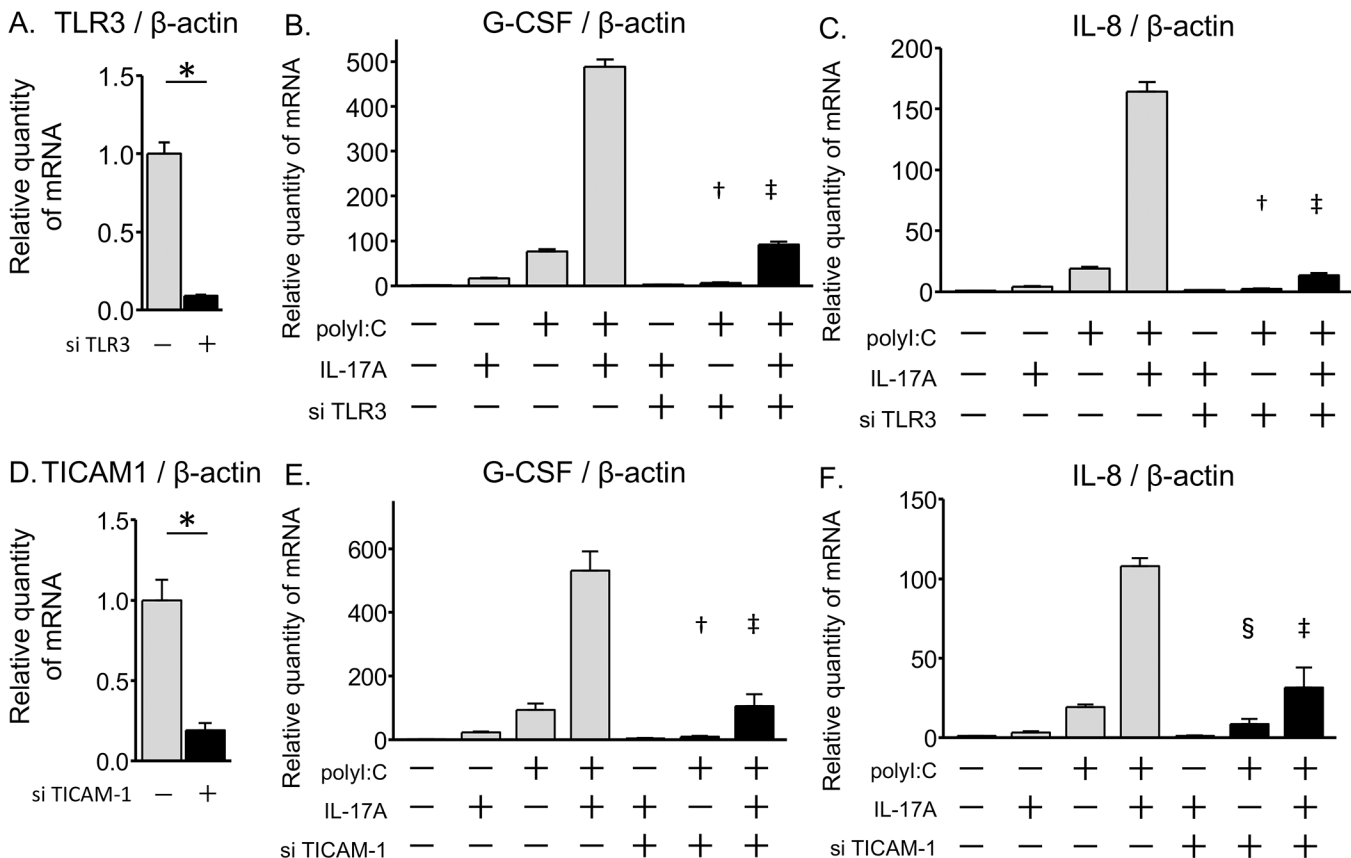 A. TLR3 / β-actin
Relative quantity
of mRNA
1.5
1.0
0.5
0.0
*
si TLR3 — +
B. G-CSF / β-actin
Relative quantity of mRNA
500
400
300
200
100
0
† ‡
polyI:C — — + + — + +
IL-17A — + — + + — +
si TLR3 — — — — + + +
C. IL-8 / β-actin
Relative quantity of mRNA
200
150
100
50
0
† ‡
polyI:C — — + + — + +
IL-17A — + — + + — +
si TLR3 — — — — + + +
D. TICAM1 / β-actin
Relative quantity
of mRNA
1.5
1.0
0.5
0.0
*
si TICAM-1 — +
E. G-CSF / β-actin
Relative quantity of mRNA
600
400
200
0
† ‡
polyI:C — — + + — + +
IL-17A — + — + + — +
si TICAM-1 — — — — + + +
F. IL-8 / β-actin
Relative quantity of mRNA
150
100
50
0
§ ‡
polyI:C — — + + — + +
IL-17A — + — + + — +
si TICAM-1 — — — — + + +